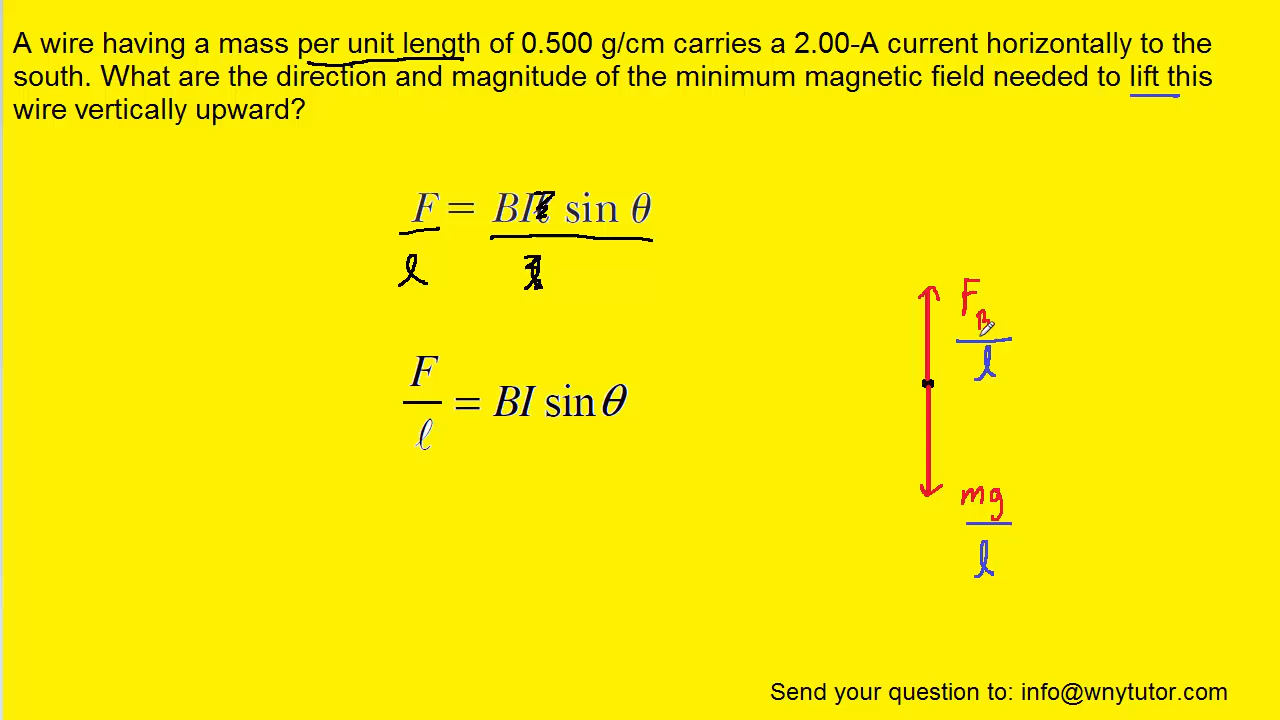 A wire having a mass per unit length of 0.500 g/cm carries a 2.00-A current horizontally to the
south. What are the direction and magnitude of the minimum magnetic field needed to lift this
wire vertically upward?
F = BIℓ sin θ
ℓ ℓ
F
ℓ = BI sin θ
F_B
ℓ
mg
ℓ
Send your question to: info@wnytutor.com